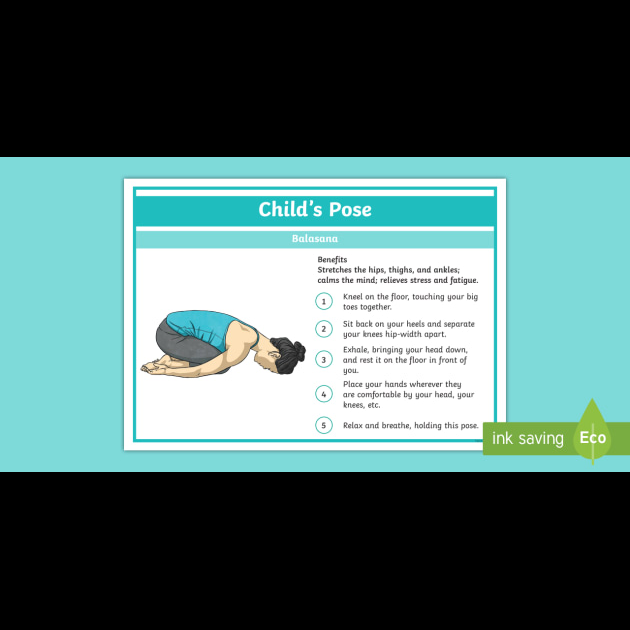 Child's Pose
Balasana
Benefits
Stretches the hips, thighs, and ankles;
calms the mind; relieves stress and fatigue.
1 Kneel on the floor, touching your big
toes together.
2 Sit back on your heels and separate
your knees hip-width apart.
3 Exhale, bringing your head down,
and rest it on the floor in front of
you.
4 Place your hands wherever they
are comfortable by your head, your
knees, etc.
5 Relax and breathe, holding this pose.
ink saving Eco